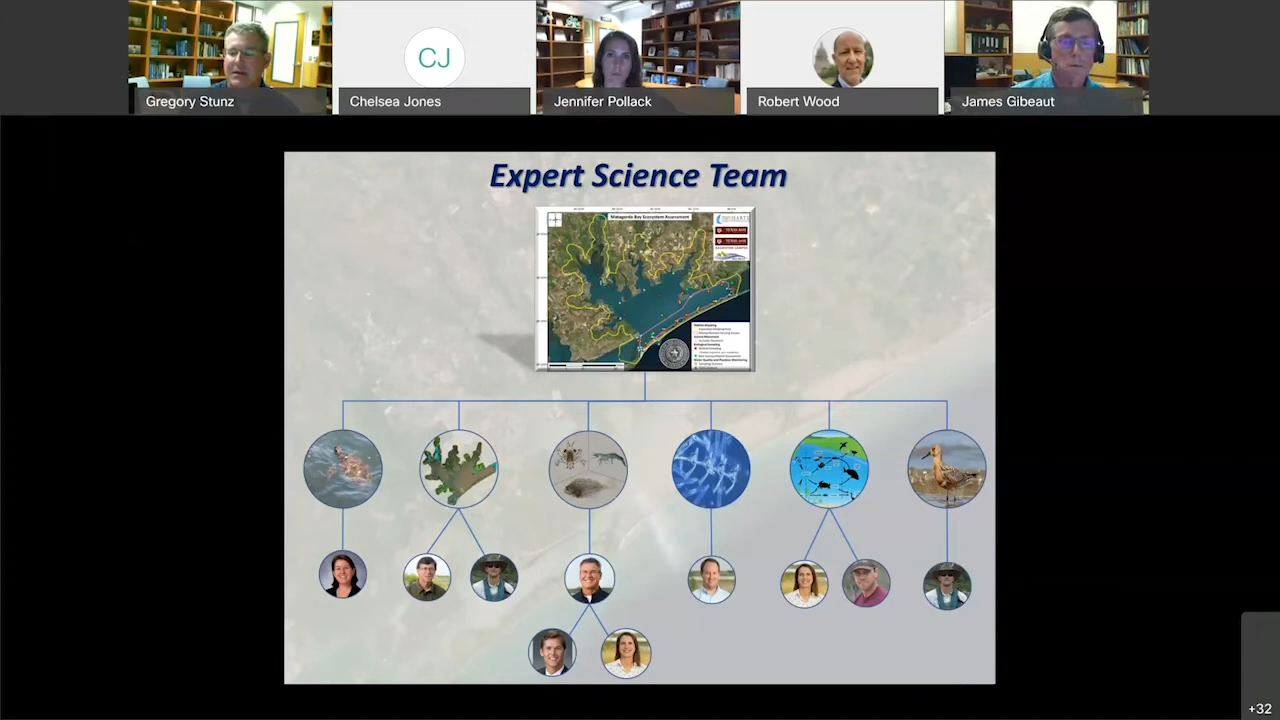 CJ
Gregory Stunz
Chelsea Jones
Jennifer Pollack
Robert Wood
James Gibeaut
Expert Science Team
Matagorda Bay Ecosystem Assessment
+32